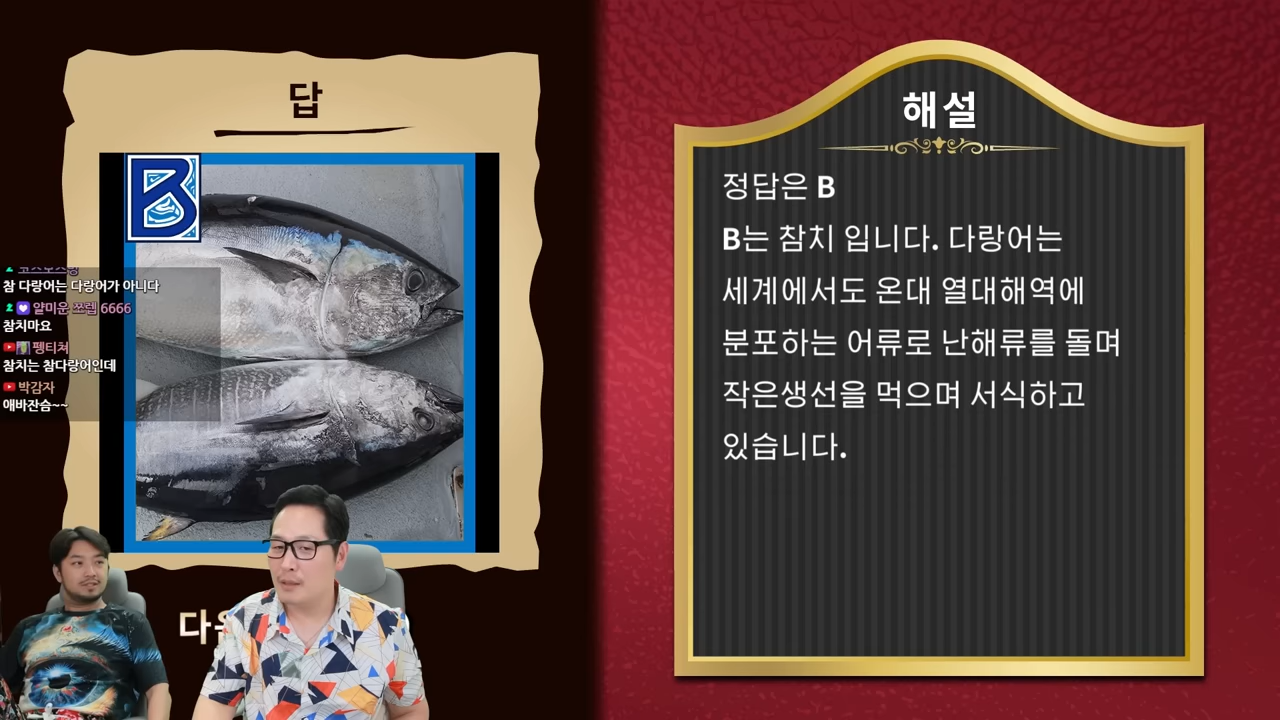 답
B
참 다랑어는 다랑어가 아니다
얄미운 쪼렙 6666
참치마요
펭티쳐
참치는 참다랑어인데
박감자
애바잔슴~~
해설
정답은 B
B는 참치 입니다. 다랑어는
세계에서도 온대 열대해역에
분포하는 어류로 난해류를 돌며
작은생선을 먹으며 서식하고
있습니다.